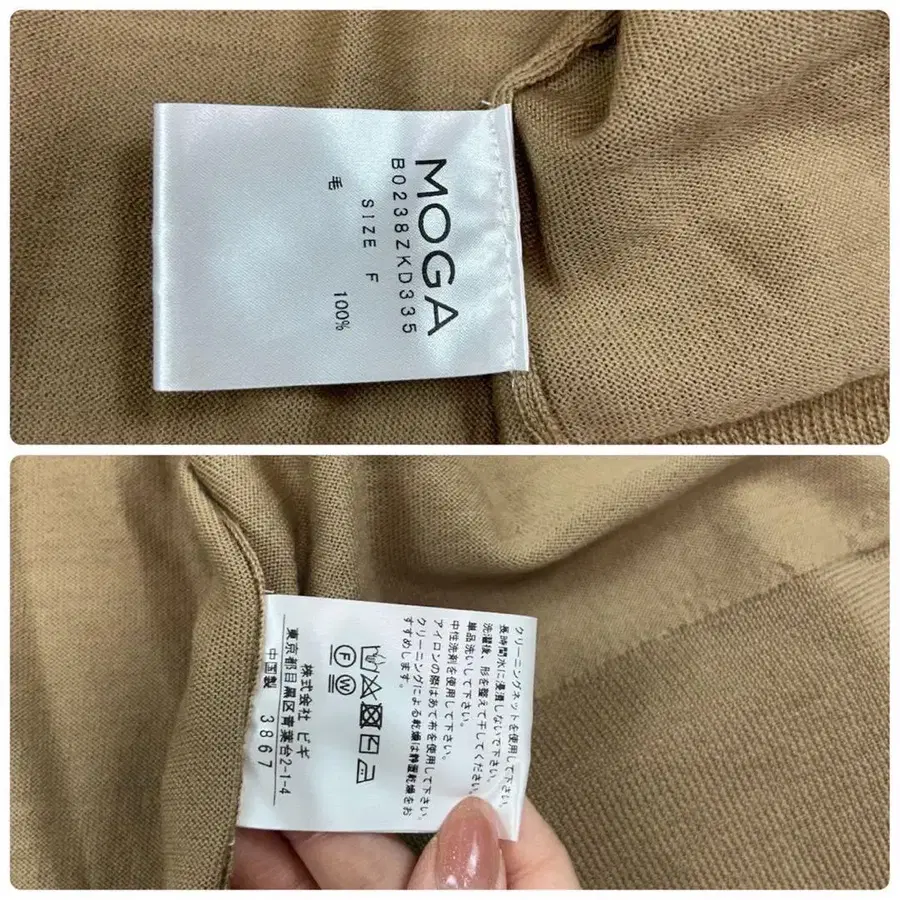 MOGA
B0238ZKD335
SIZE F
毛 100%
クリーニングネットを使用して下さい。
長時間水に浸漬しないで下さい。
洗濯後、形を整えて干してください。
単品洗いして下さい。
中性洗剤を使用して下さい。
アイロンの際はあて布を使用して下さい。
クリーニングによる乾燥は静置乾燥をお
すすめします。
F W
株式会社 ビギ
東京都目黒区青葉台2-1-4
中国製 3867